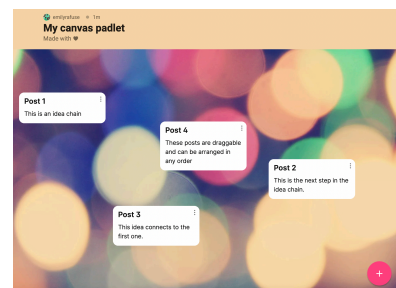 emilyrafuse 1m
My canvas padlet
Made with ♥
Post 1
This is an idea chain
Post 4
These posts are draggable
and can be arranged in
any order
Post 2
This is the next step in the
idea chain.
Post 3
This idea connects to the
first one.